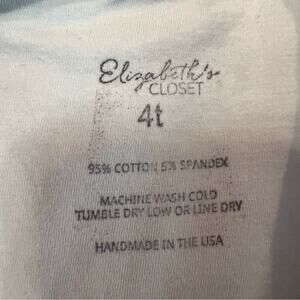 Elizabeth's
CLOSET
4t
95% COTTON 5% SPANDEX
MACHINE WASH COLD
TUMBLE DRY LOW OR LINE DRY
HANDMADE IN THE USA